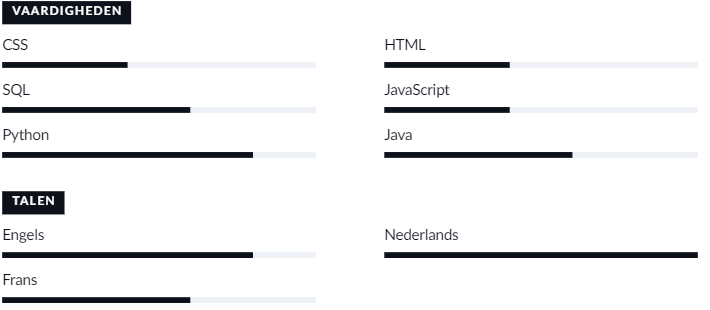 VAARDIGHEDEN
CSS
HTML
SQL
JavaScript
Python
Java
TALEN
Engels
Nederlands
Frans